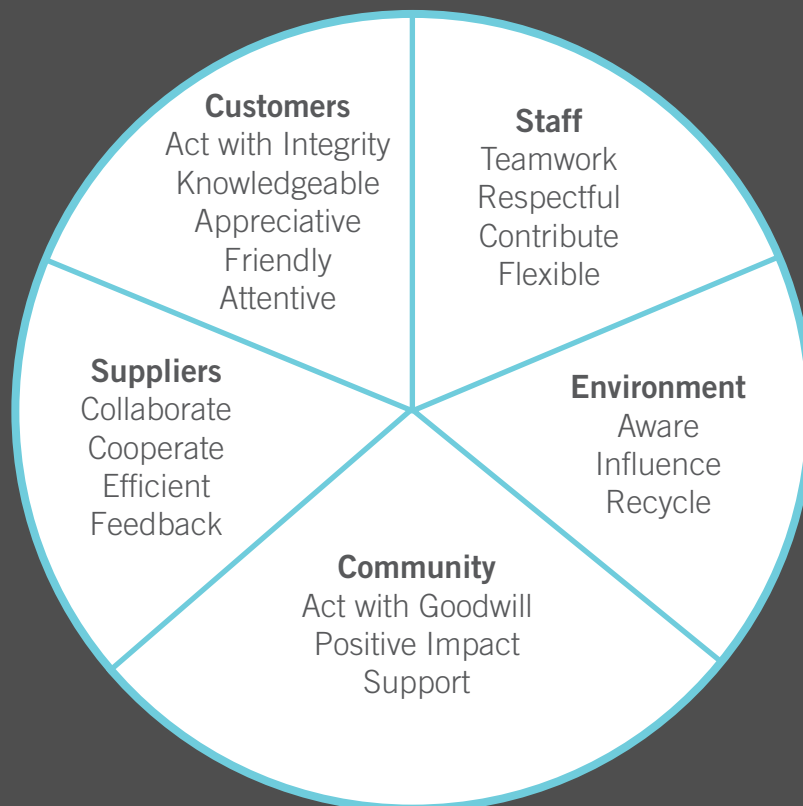 Customers
Act with Integrity
Knowledgeable
Appreciative
Friendly
Attentive
Staff
Teamwork
Respectful
Contribute
Flexible
Environment
Aware
Influence
Recycle
Community
Act with Goodwill
Positive Impact
Support
Suppliers
Collaborate
Cooperate
Efficient
Feedback